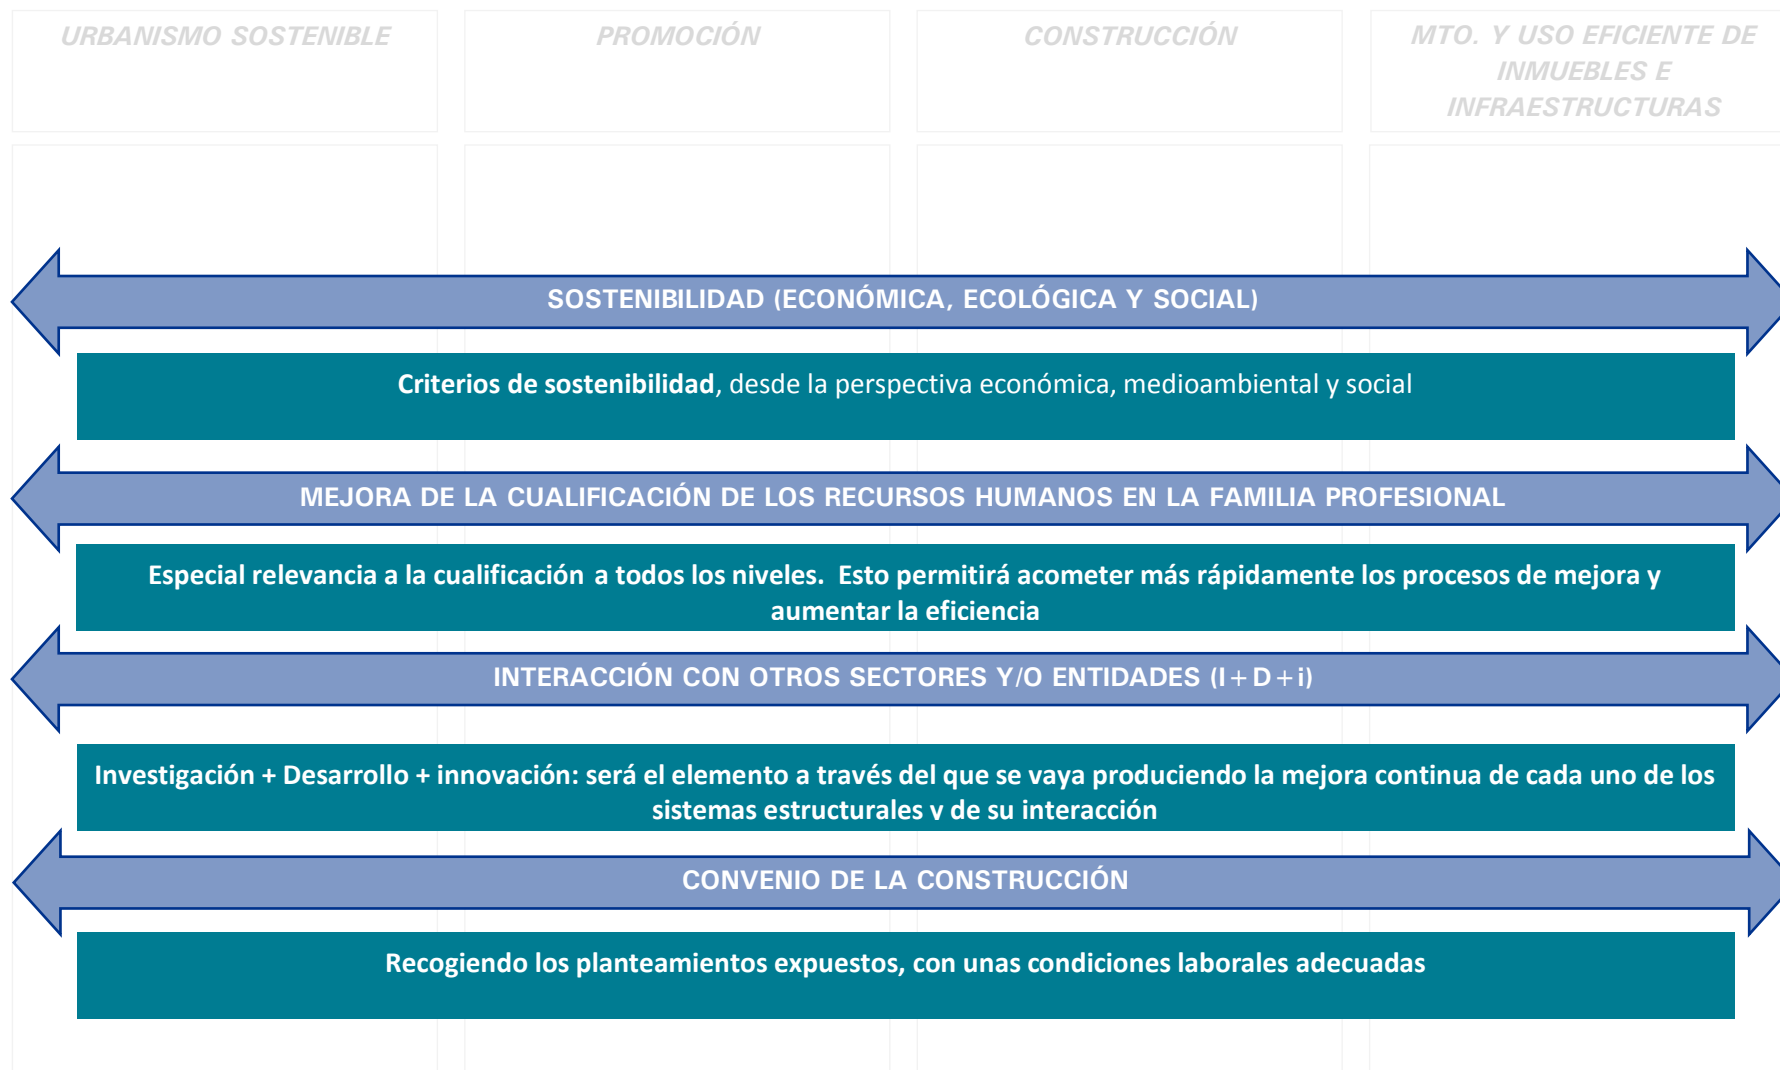 URBANISMO SOSTENIBLE
PROMOCIÓN
CONSTRUCCIÓN
MTO. Y USO EFICIENTE DE
INMUEBLES E
INFRAESTRUCTURAS
SOSTENIBILIDAD (ECONÓMICA, ECOLÓGICA Y SOCIAL)
Criterios de sostenibilidad, desde la perspectiva económica, medioambiental y social
MEJORA DE LA CUALIFICACIÓN DE LOS RECURSOS HUMANOS EN LA FAMILIA PROFESIONAL
Especial relevancia a la cualificación a todos los niveles. Esto permitirá acometer más rápidamente los procesos de mejora y
aumentar la eficiencia
INTERACCIÓN CON OTROS SECTORES Y/O ENTIDADES (I+D+i)
Investigación + Desarrollo + innovación: será el elemento a través del que se vaya produciendo la mejora continua de cada uno de los
sistemas estructurales y de su interacción
CONVENIO DE LA CONSTRUCCIÓN
Recogiendo los planteamientos expuestos, con unas condiciones laborales adecuadas